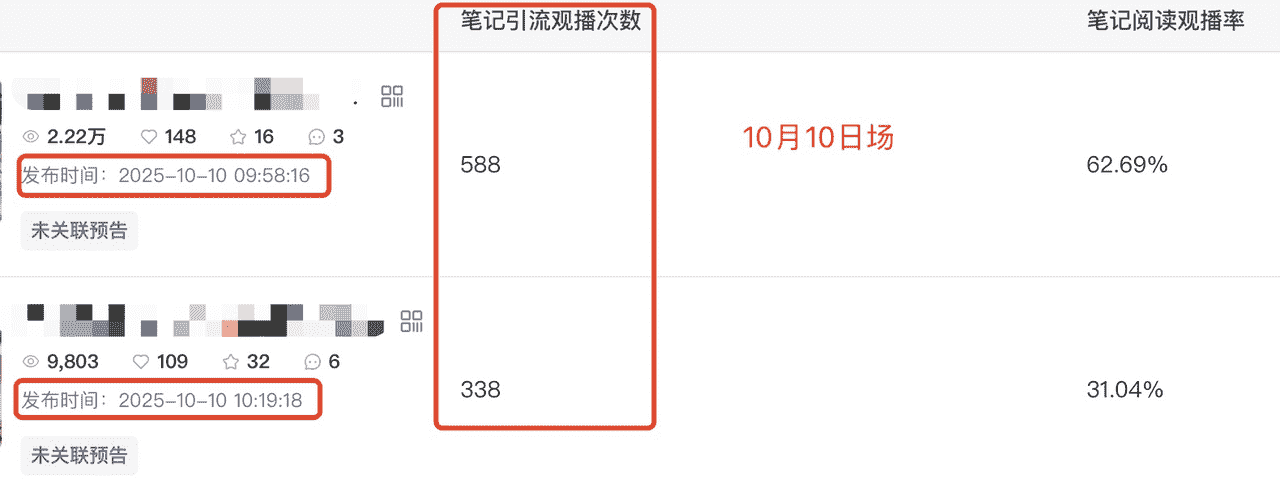 笔记引流观播次数 笔记阅读观播率
2.22万 148 16 3
发布时间：2025-10-10 09:58:16
未关联预告
588
10月10日场
62.69%
9,803 109 32 6
发布时间：2025-10-10 10:19:18
未关联预告
338
31.04%